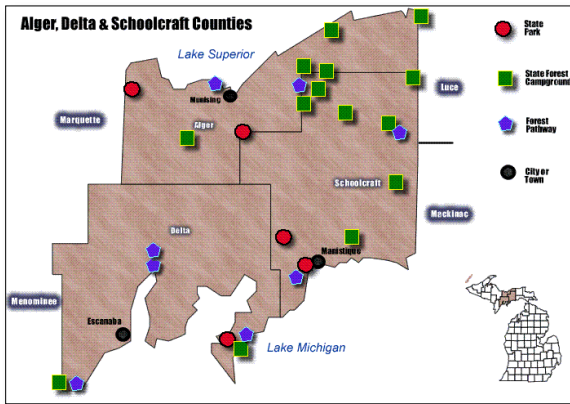 Alger, Delta & Schoolcraft Counties
Lake Superior
Munising
Marquette
Alger
Luce
Schoolcraft
Mackinac
Delta
Manistique
Menominee
Escanaba
Lake Michigan
State
Park
State Forest
Campground
Forest
Pathway
City or
Town